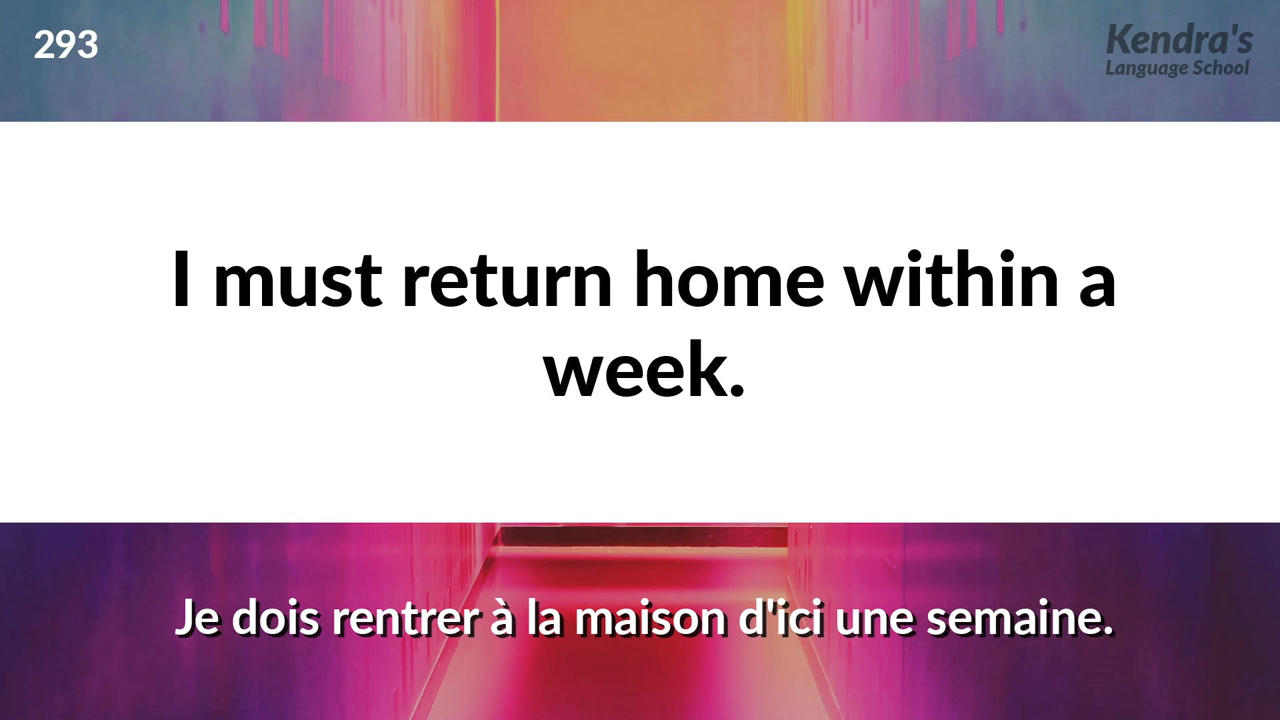 293
Kendra's
Language School
I must return home within a
week.
Je dois rentrer à la maison d'ici une semaine.